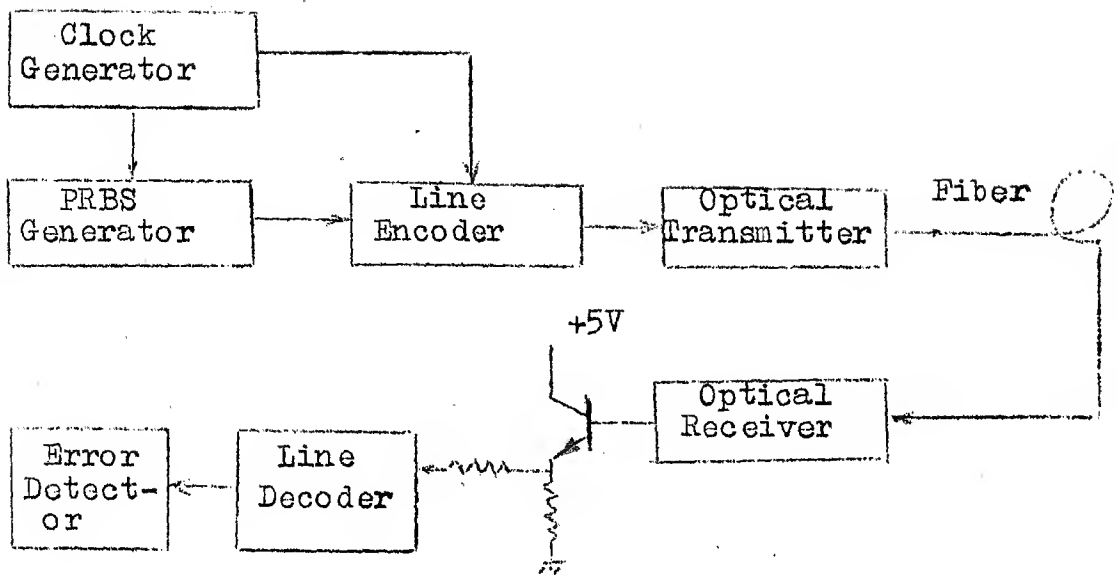 Clock
Generator
PRBS
Generator
Line
Encoder
Optical
Transmitter
Fiber
+5V
Optical
Receiver
Line
Decoder
Error
Detect-
or